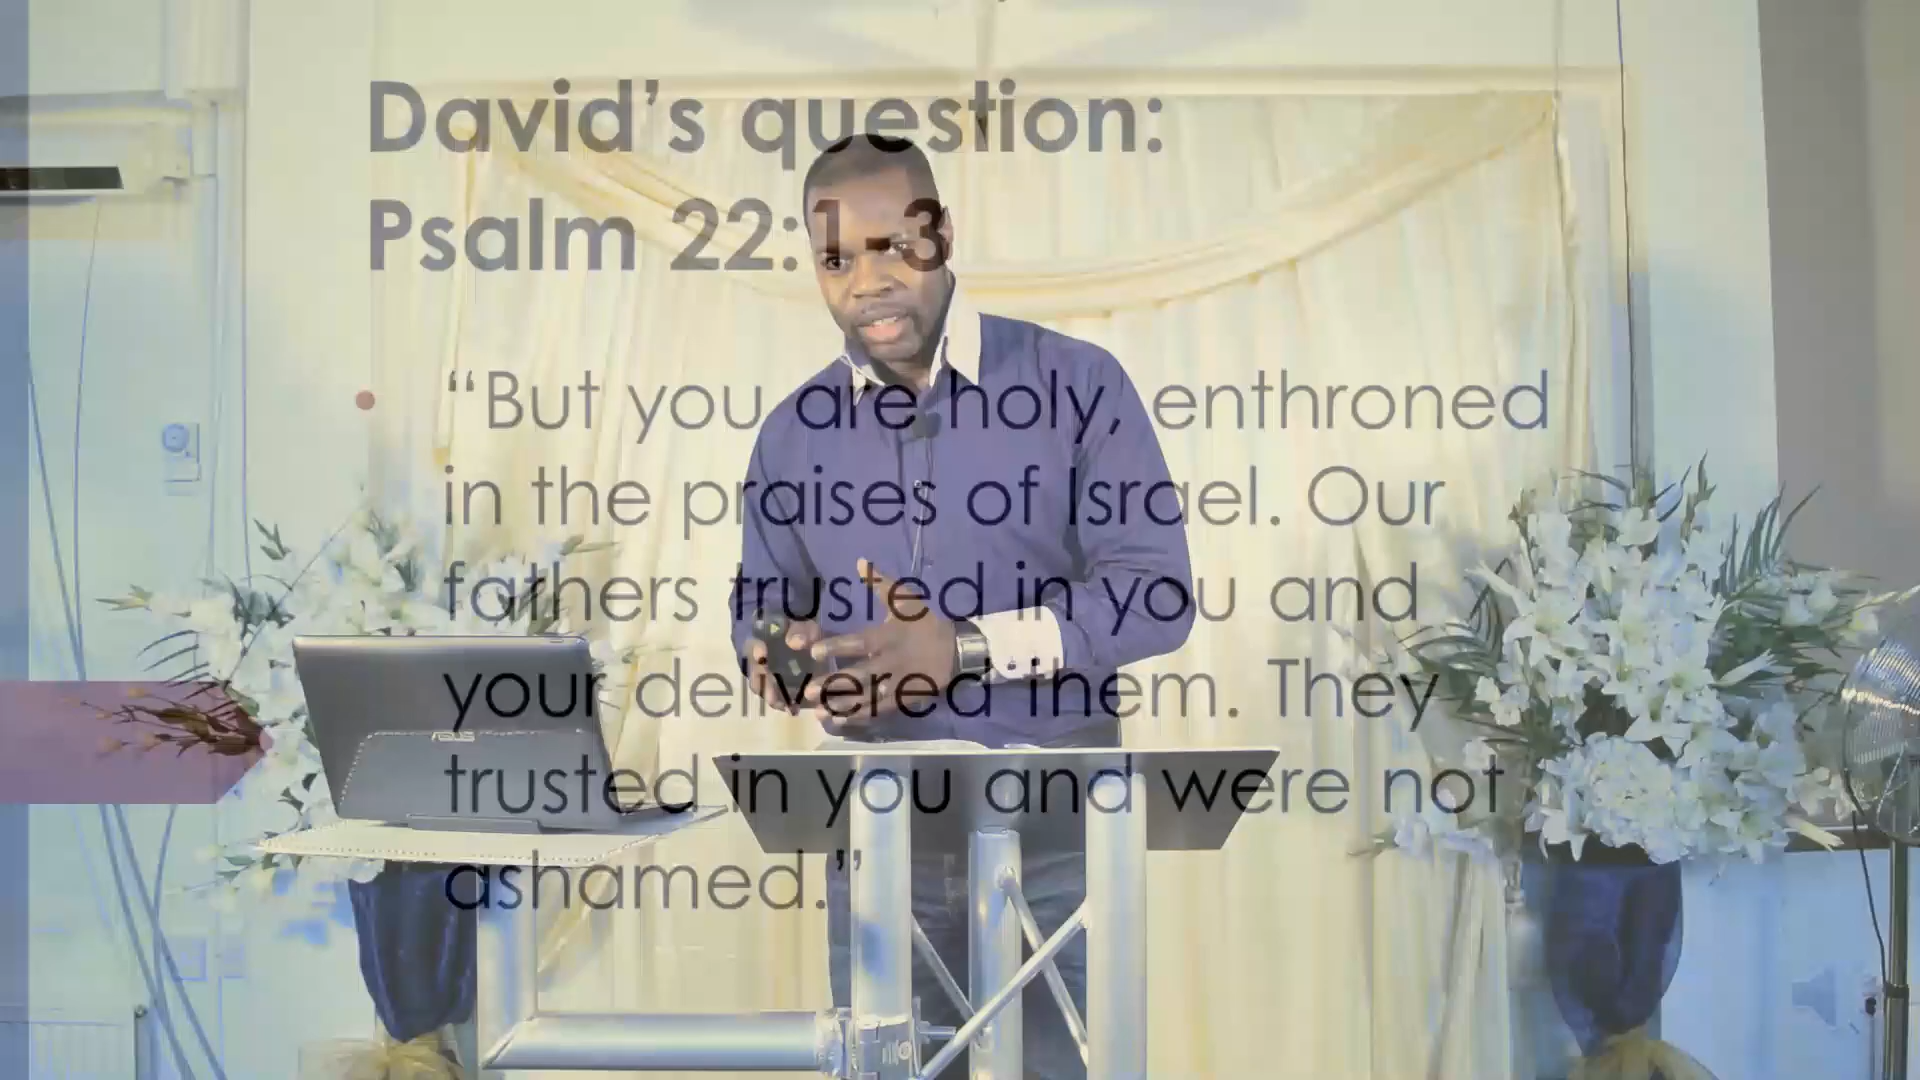 David’s question:
Psalm 22:1- 3
“But you are holy, enthroned
in the praises of Israel. Our
fathers trusted in you and
your delivered them. They
trusted in you and were not
ashamed.”
ASUS